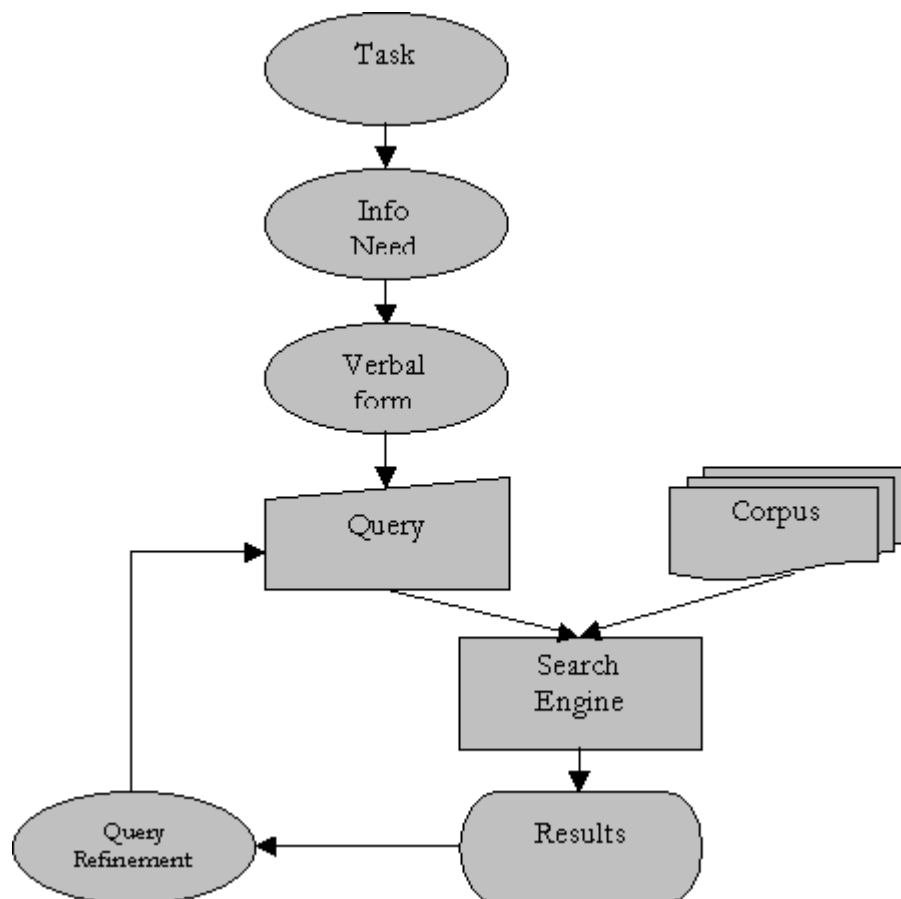 Task
Info
Need
Verbal
form
Query
Corpus
Search
Engine
Results
Query
Refinement